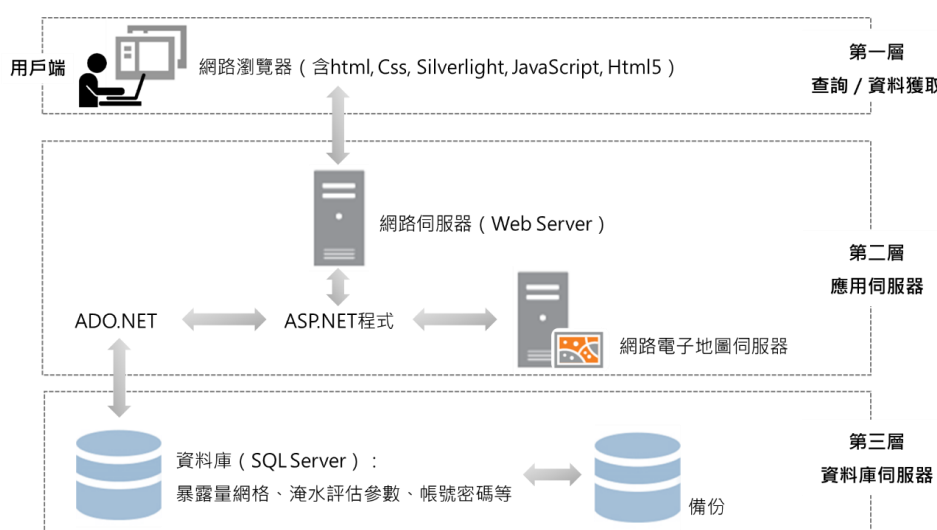 用戶端
網路瀏覽器（含html, Css, Silverlight, JavaScript, Html5）
第一層
查詢 / 資料獲取
網路伺服器（Web Server）
第二層
應用伺服器
ADO.NET
ASP.NET程式
網路電子地圖伺服器
資料庫（SQL Server）：
暴露量網格、淹水評估參數、帳號密碼等
備份
第三層
資料庫伺服器